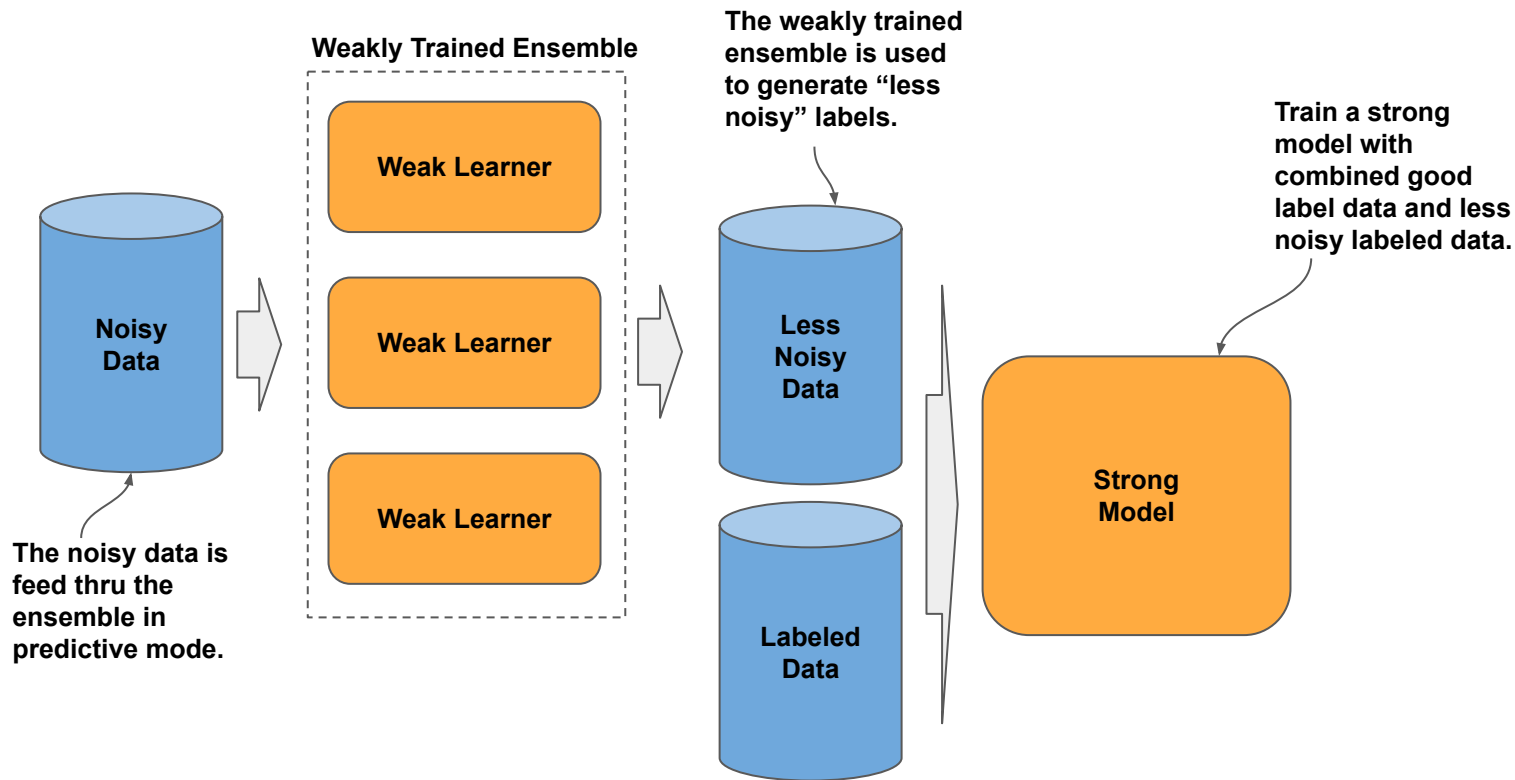 Weakly Trained Ensemble
Weak Learner
Weak Learner
Weak Learner
Noisy
Data
The noisy data is
feed thru the
ensemble in
predictive mode.
The weakly trained
ensemble is used
to generate “less
noisy” labels.
Less
Noisy
Data
Labeled
Data
Train a strong
model with
combined good
label data and less
noisy labeled data.
Strong
Model